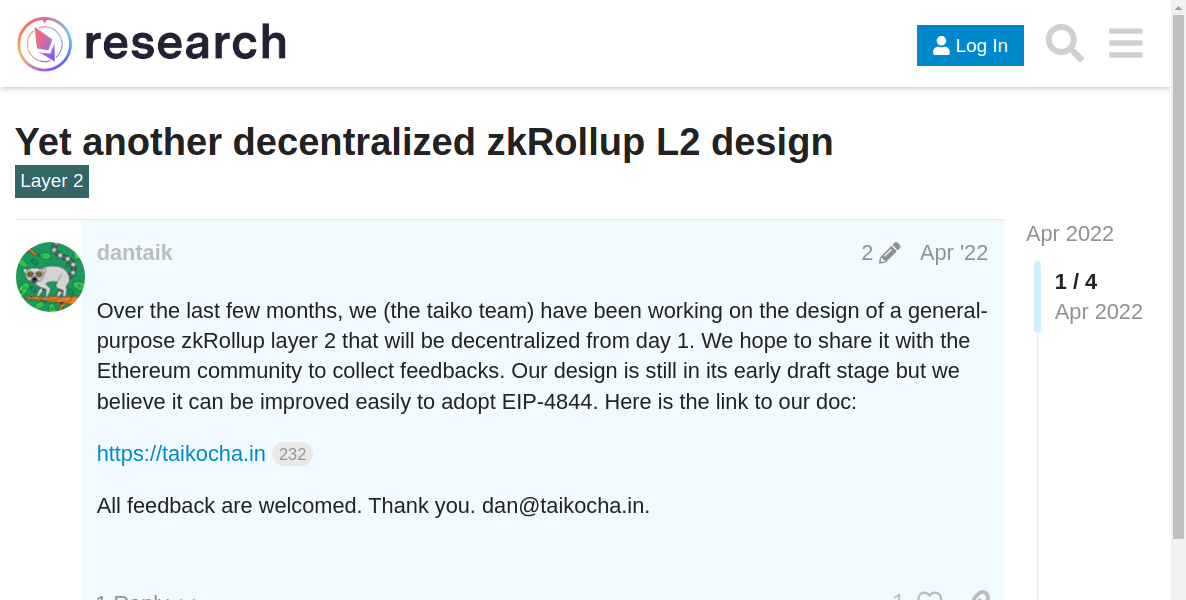 research
Log In
Yet another decentralized zkRollup L2 design
Layer 2
dantaik
2
Apr '22
Over the last few months, we (the taiko team) have been working on the design of a general-
purpose zkRollup layer 2 that will be decentralized from day 1. We hope to share it with the
Ethereum community to collect feedbacks. Our design is still in its early draft stage but we
believe it can be improved easily to adopt EIP-4844. Here is the link to our doc:
https://taikocha.in 232
All feedback are welcomed. Thank you. dan@taikocha.in.
1 Reply
1
Apr 2022
1 / 4
Apr 2022